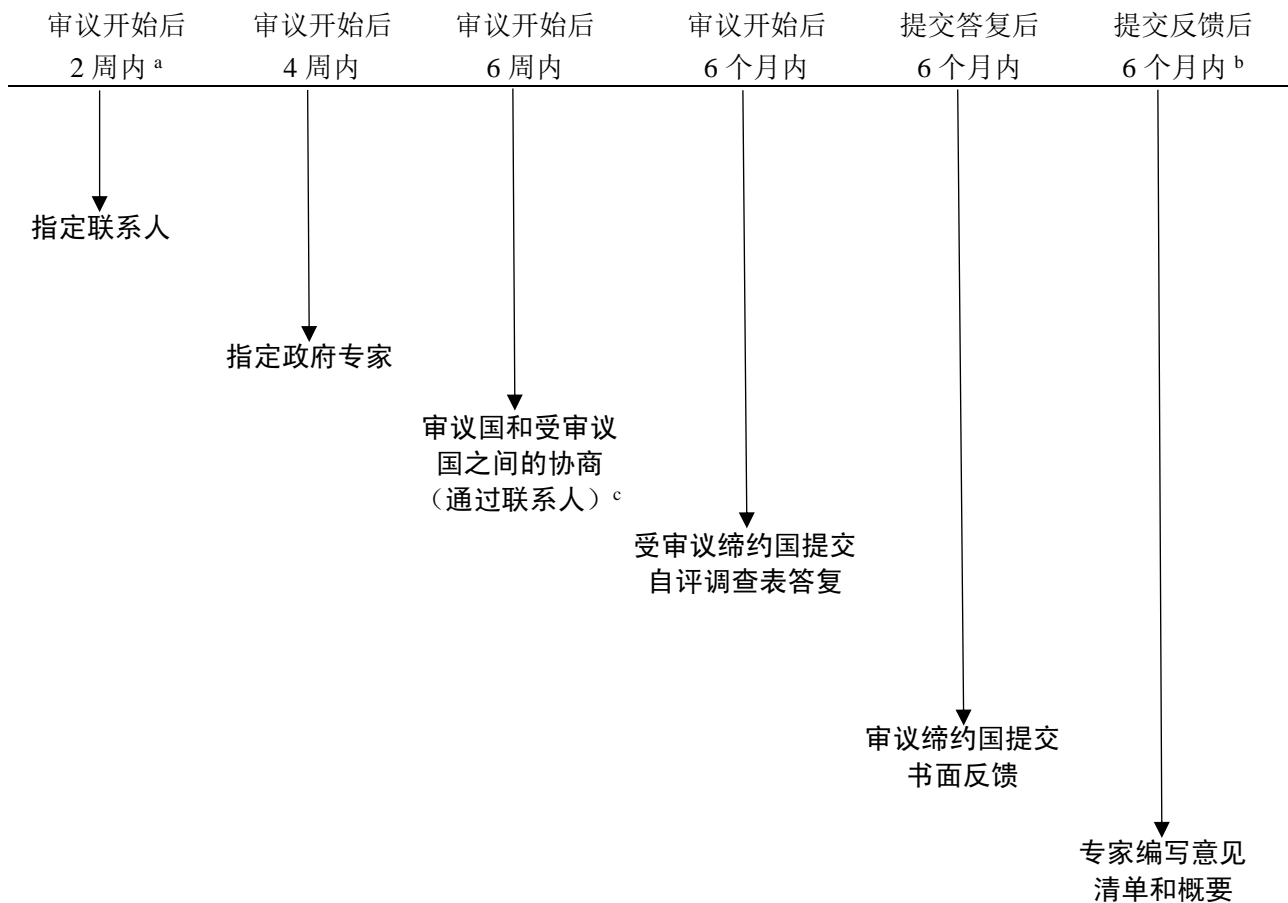 审议开始后 审议开始后 审议开始后 审议开始后 提交答复后 提交反馈后
2 周内 a 4 周内 6 周内 6 个月内 6 个月内 6 个月内 b
指定联系人
指定政府专家
审议国和受审议
国之间的协商
（通过联系人）c
受审议缔约国提交
自评调查表答复
审议缔约国提交
书面反馈
专家编写意见
清单和概要